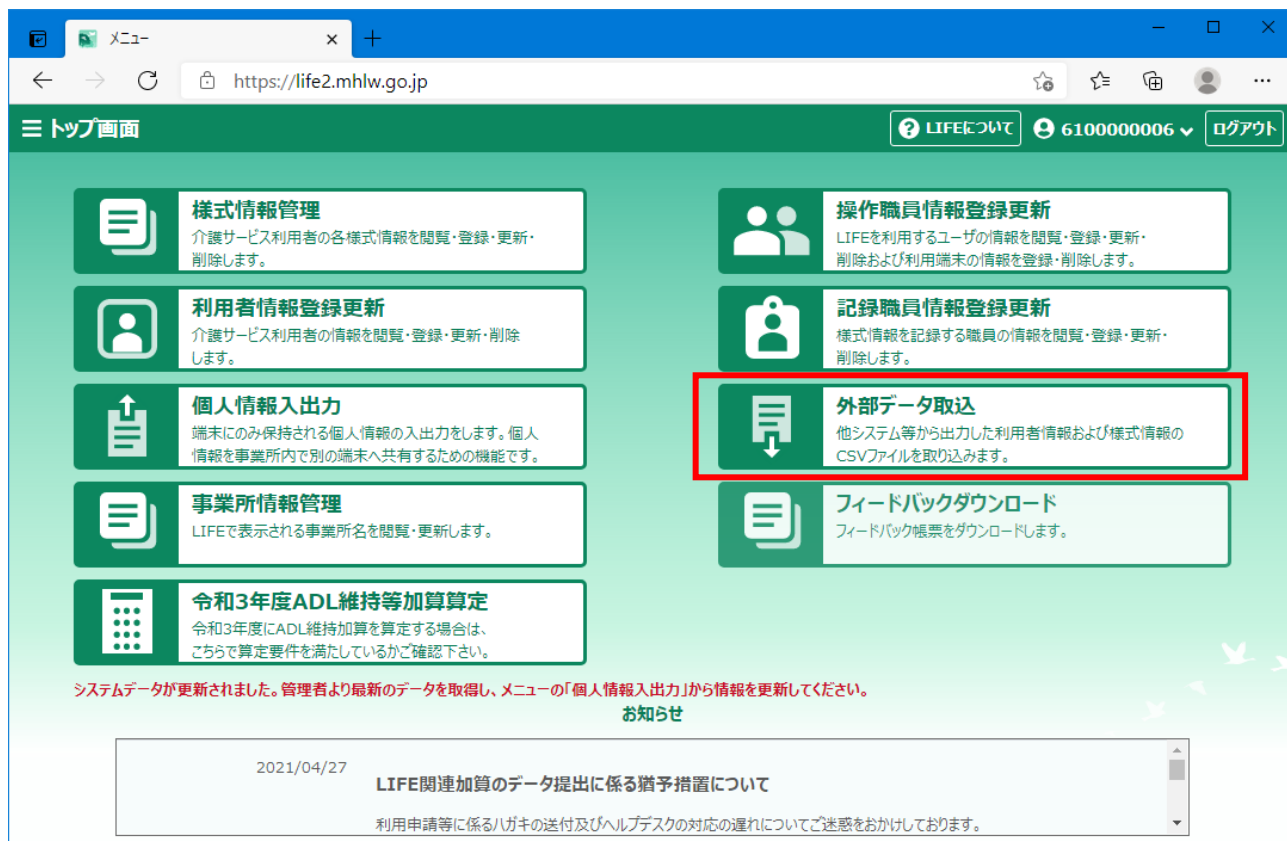 メニュー
https://life2.mhlw.go.jp
トップ画面
LIFEについて
6100000006
ログアウト
様式情報管理
介護サービス利用者の各様式情報を閲覧・登録・更新・
削除します。
操作職員情報登録更新
LIFEを利用するユーザの情報を閲覧・登録・更新・
削除および利用端末の情報を登録・削除します。
利用者情報登録更新
介護サービス利用者の情報を閲覧・登録・更新・削除
します。
記録職員情報登録更新
様式情報を記録する職員の情報を閲覧・登録・更新・
削除します。
個人情報入出力
端末にのみ保持される個人情報の入出力をします。個人
情報を事業所内で別の端末へ共有するための機能です。
外部データ取込
他システム等から出力した利用者情報および様式情報の
CSVファイルを取り込みます。
事業所情報管理
LIFEで表示される事業所名を閲覧・更新します。
フィードバックダウンロード
フィードバック帳票をダウンロードします。
令和3年度ADL維持等加算算定
令和3年度にADL維持加算を算定する場合は、
こちらで算定要件を満たしているかご確認下さい。
システムデータが更新されました。管理者より最新のデータを取得し、メニューの「個人情報入出力」から情報を更新してください。
お知らせ
2021/04/27
LIFE関連加算のデータ提出に係る猶予措置について
利用申請等に係るハガキの送付及びヘルプデスクの対応の遅れについてご迷惑をおかけしております。